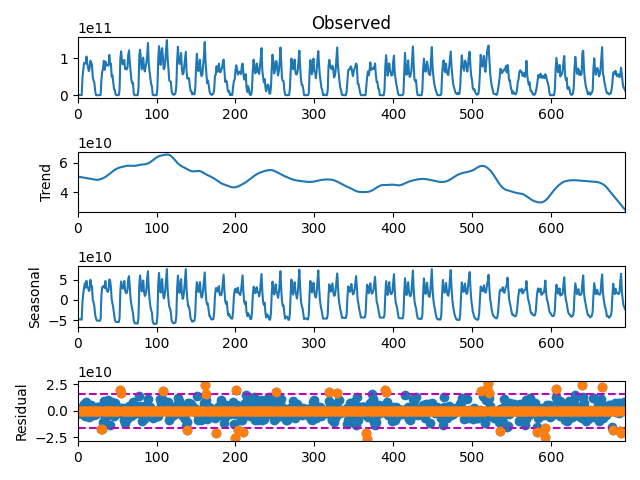 Observed
1e11
1
0
0 100 200 300 400 500 600
1e10
Trend
6
4
0 100 200 300 400 500 600
1e10
Seasonal
5
0
−5
0 100 200 300 400 500 600
1e10
Residual
2.5
0.0
−2.5
0 100 200 300 400 500 600